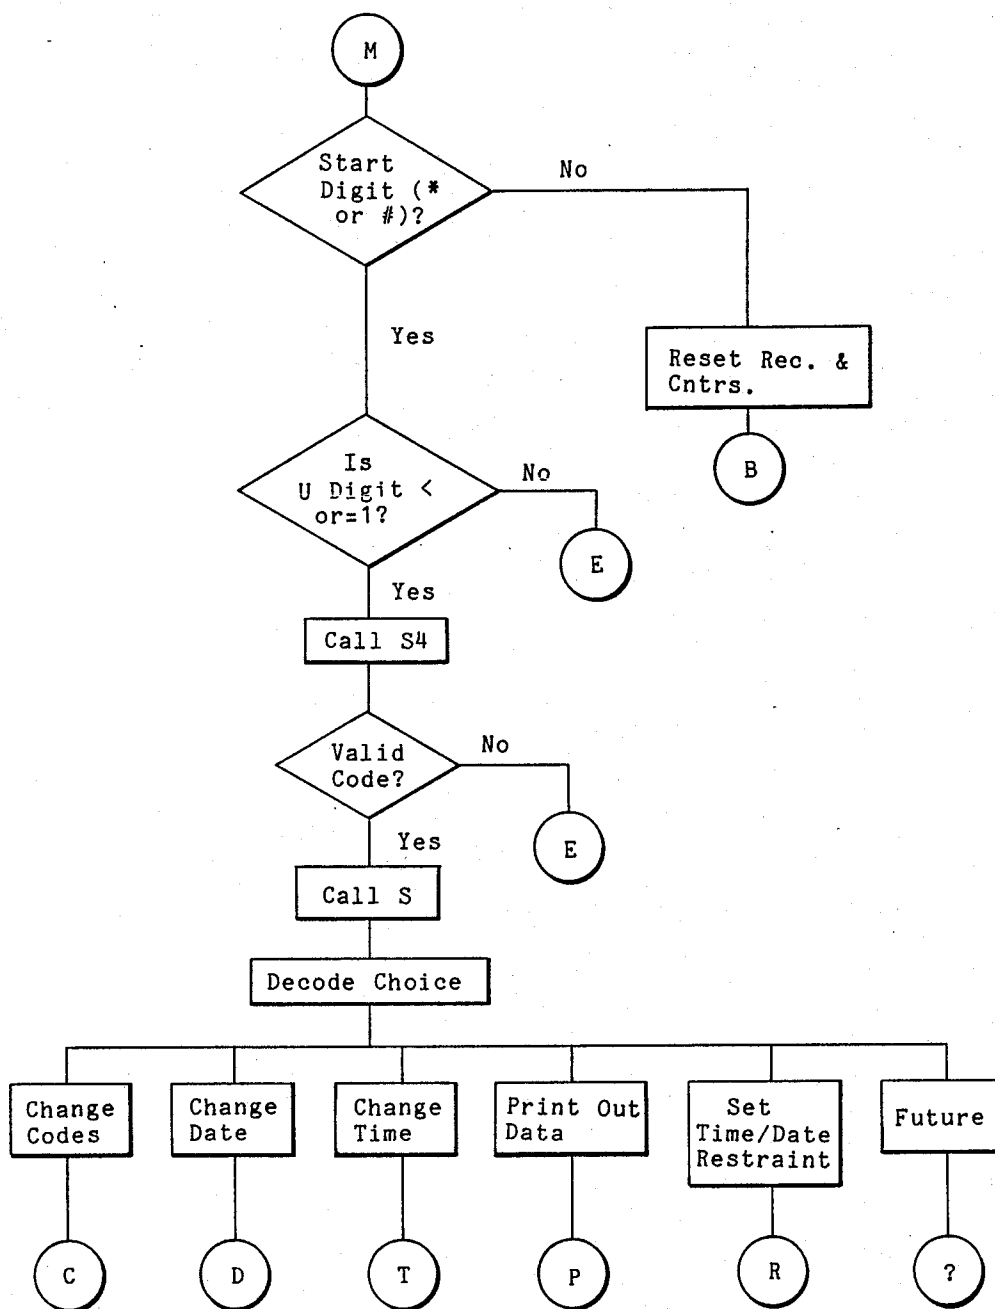 M
Start
Digit (*
or #)?
No
Yes
Reset Rec. &
Cntrs.
B
Is
U Digit <
or=1?
No
E
Yes
Call S4
Valid
Code?
No
E
Yes
Call S
Decode Choice
Change
Codes
Change
Date
Change
Time
Print Out
Data
Set
Time/Date
Restraint
Future
C
D
T
P
R
?